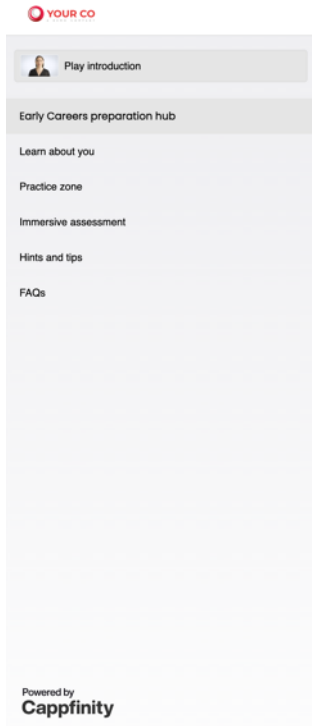 YOUR CO
Play introduction
Early Careers preparation hub
Learn about you
Practice zone
Immersive assessment
Hints and tips
FAQs
Powered by
Cappfinity